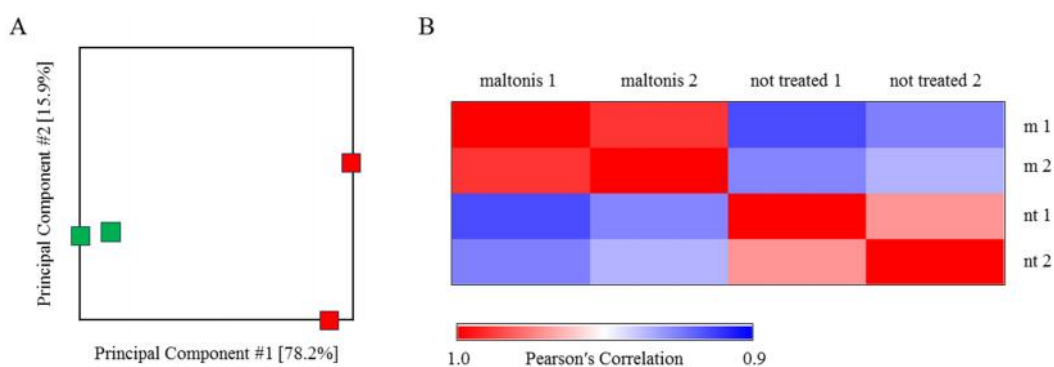 A
Principal Component #2 [15.9%]
Principal Component #1 [78.2%]
B
maltonis 1 maltonis 2 not treated 1 not treated 2
m 1
m 2
nt 1
nt 2
1.0 Pearson's Correlation 0.9